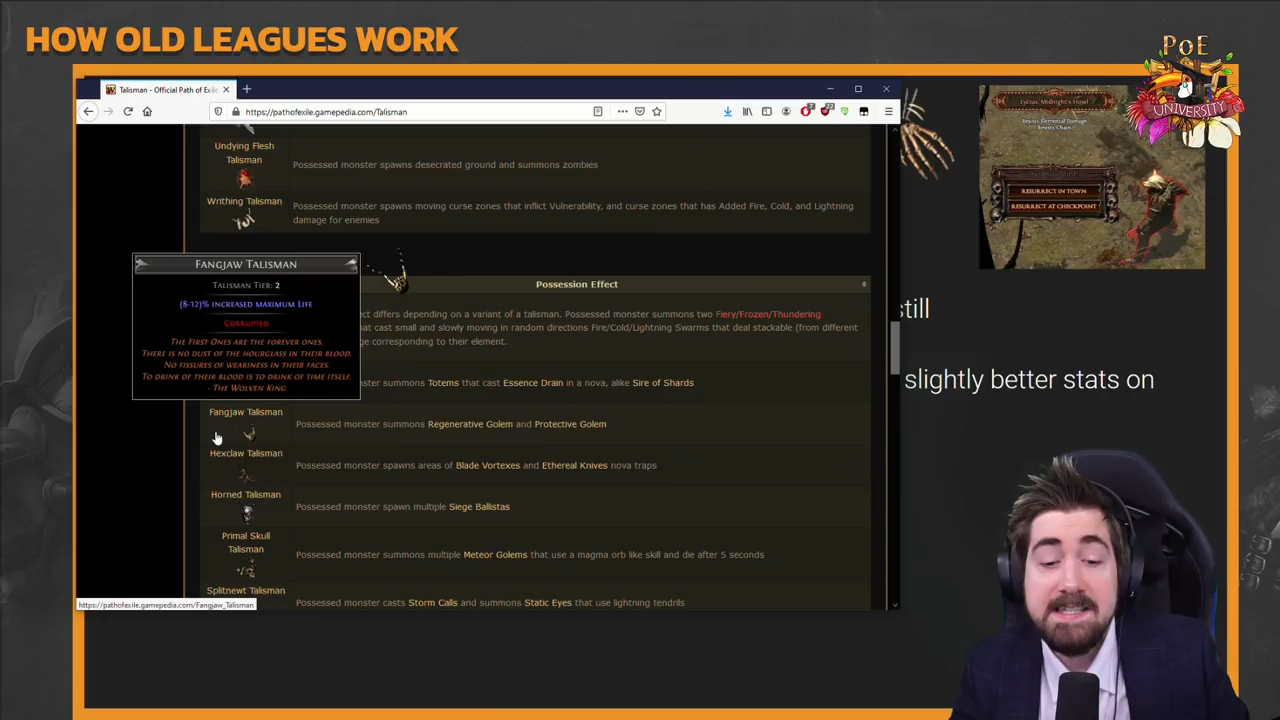 HOW OLD LEAGUES WORK
PoE
UNIVERSITY
Talisman - Official Path of Exile
https://pathofexile.gamepedia.com/Talisman
Undying Flesh
Talisman
Possessed monster spawns desecrated ground and summons zombies
Writhing Talisman
Possessed monster spawns moving curse zones that inflict Vulnerability, and curse zones that has Added Fire, Cold, and Lightning
damage for enemies
Fangjaw Talisman
Talisman Tier: 2
(8-12)% increased maximum Life
Corrupted
The First Ones are the forever ones.
There is no dust of the hourglass in their blood.
No fissures of weariness in their faces.
To drink of their blood is to drink of time itself.
- The Wolven King
Possession Effect
ct differs depending on a variant of a talisman. Possessed monster summons two Fiery/Frozen/Thundering
hat cast small and slowly moving in random directions Fire/Cold/Lightning Swarms that deal stackable (from different
ge corresponding to their element.
ster summons Totems that cast Essence Drain in a nova, alike Sire of Shards
Fangjaw Talisman
Possessed monster summons Regenerative Golem and Protective Golem
Hexclaw Talisman
Possessed monster spawns areas of Blade Vortexes and Ethereal Knives nova traps
Horned Talisman
Possessed monster spawn multiple Siege Ballistas
Primal Skull
Talisman
Possessed monster summons multiple Meteor Golems that use a magma orb like skill and die after 5 seconds
Splitnewt Talisman
Possessed monster casts Storm Calls and summons Static Eyes that use lightning tendrils
https://pathofexile.gamepedia.com/Fangjaw_Talisman
Lycius, Midnight's Howl
Resists Elemental Damage
Resists Chaos
RESURRECT IN TOWN
RESURRECT AT CHECKPOINT
still
slightly better stats on